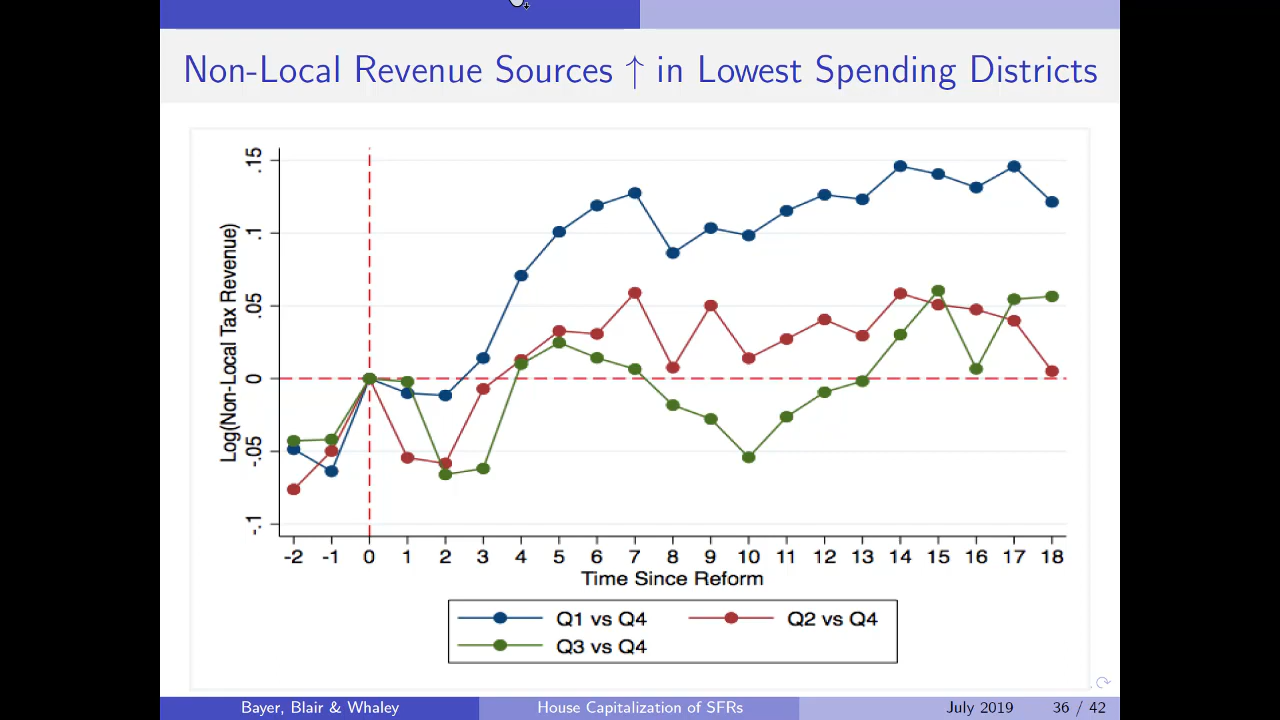 Non-Local Revenue Sources ↑ in Lowest Spending Districts
Log(Non-Local Tax Revenue)
.15
.1
.05
0
-.05
-.1
-2 -1 0 1 2 3 4 5 6 7 8 9 10 11 12 13 14 15 16 17 18
Time Since Reform
Q1 vs Q4 Q2 vs Q4
Q3 vs Q4
Bayer, Blair & Whaley House Capitalization of SFRs July 2019 36 / 42